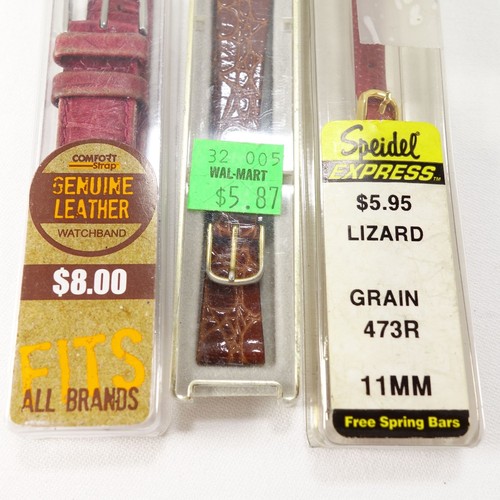 COMFORT
Strap
GENUINE
LEATHER
WATCHBAND
$8.00
FITS
ALL BRANDS
32 005
WAL-MART
$5.87
Speidel
EXPRESS™
$5.95
LIZARD
GRAIN
473R
11MM
Free Spring Bars